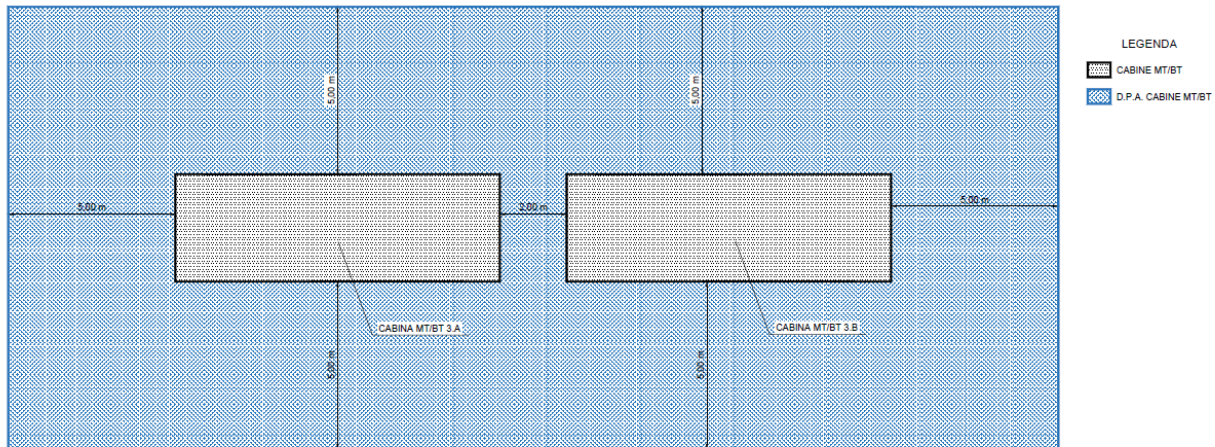 5,00 m
5,00 m
LEGENDA
CABINE MT/BT
D.P.A. CABINE MT/BT
5,00 m
2,00 m
5,00 m
CABINA MT/BT 3.A
CABINA MT/BT 3.B
5,00 m
5,00 m